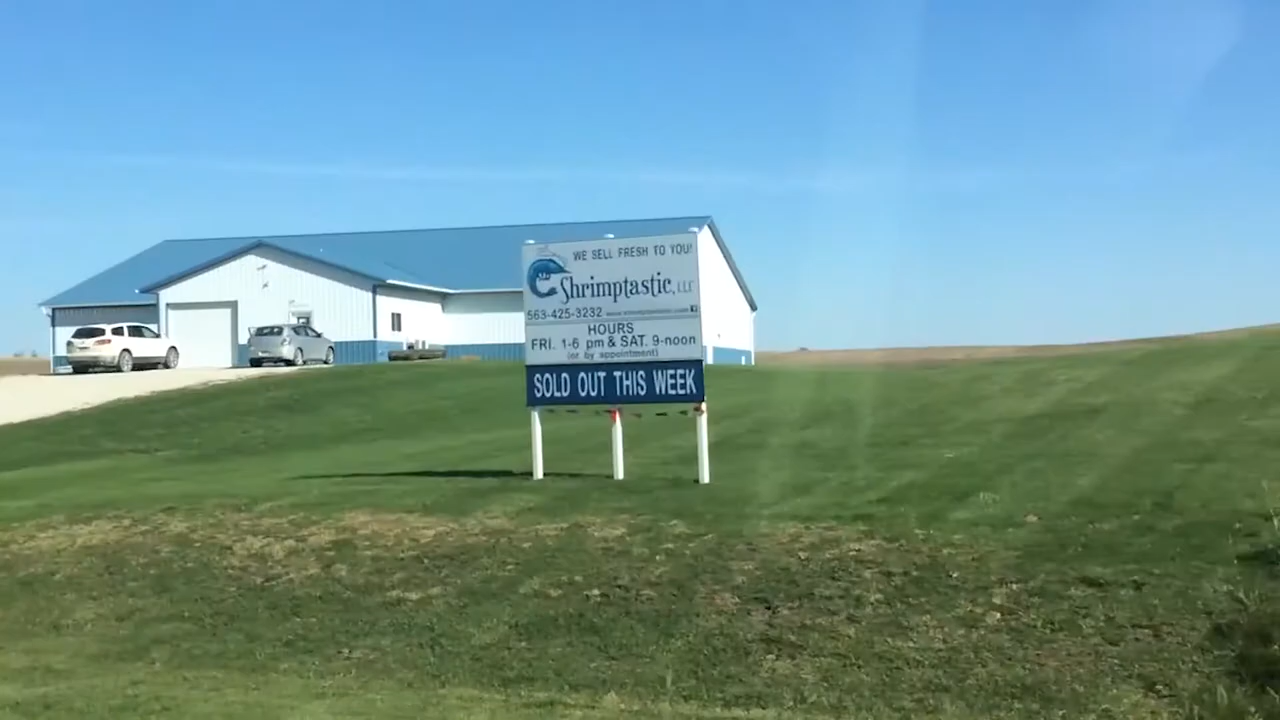 WE SELL FRESH TO YOU!
Shrimptastic, LLC
563-425-3232
HOURS
FRI. 1-6 pm & SAT. 9-noon
(or by appointment)
SOLD OUT THIS WEEK